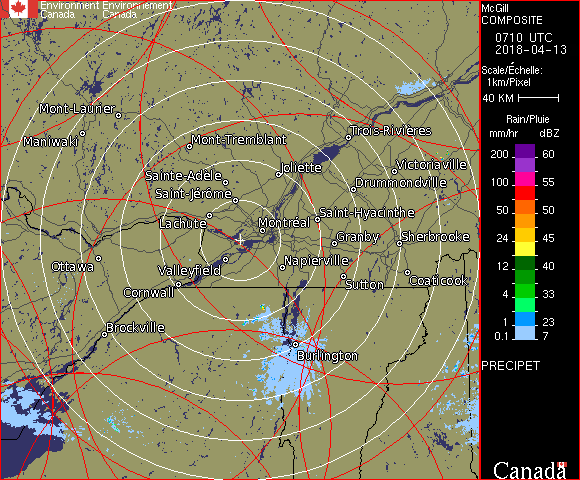 Environment Environnement
Canada Canada
McGill
COMPOSITE
0710 UTC
2018-04-13
Scale/Échelle:
1km/Pixel
40 KM
Rain/Pluie
mm/hr dBZ
200 60
150 57
100 55
50 50
24 45
12 40
4 33
1 23
0.1 7
PRECIPET
Canada
Mont-Laurier
Maniwaki
Mont-Tremblant
Trois-Rivières
Joliette
Victoriaville
Sainte-Adèle
Drummondville
Saint-Jérôme
Saint-Hyacinthe
Lachute
Montréal
Granby
Sherbrooke
Ottawa
Valleyfield
Napierville
Coaticook
Sutton
Cornwall
Brockville
Burlington